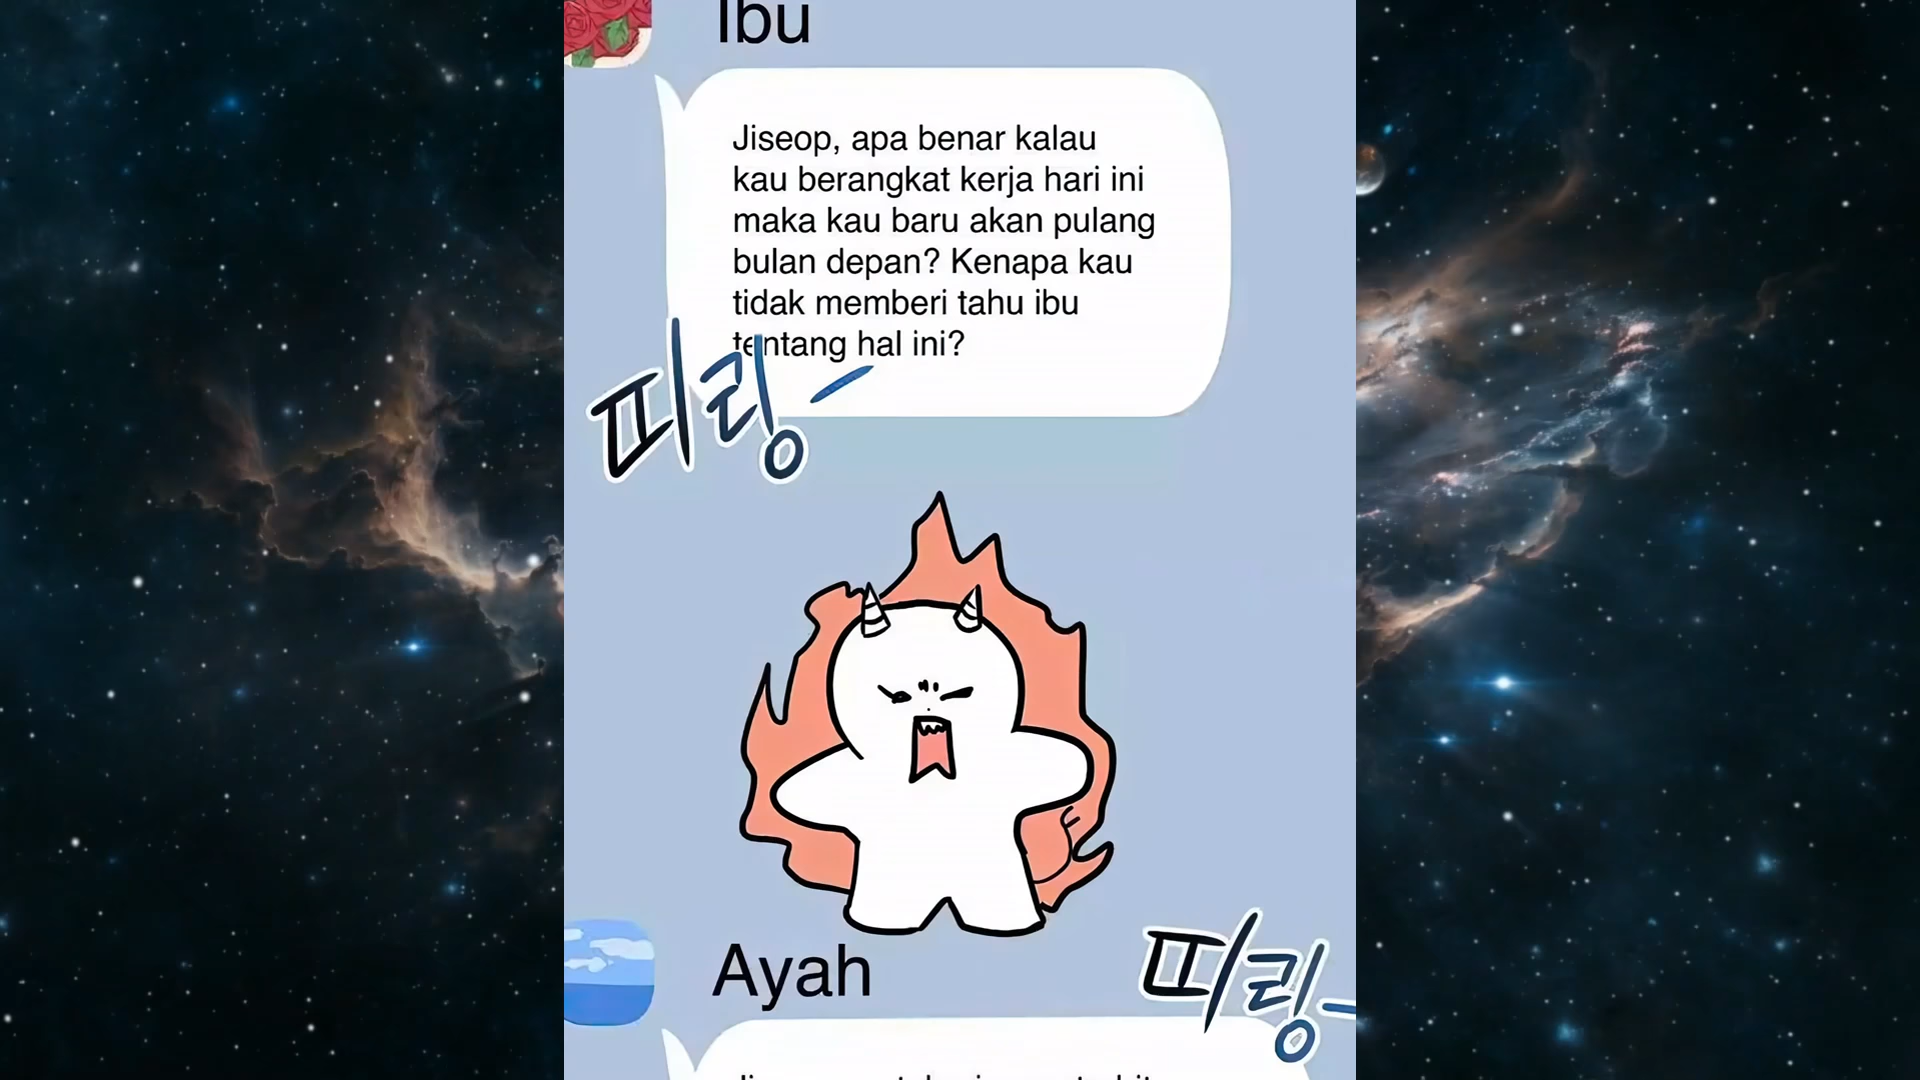 Ibu
Jiseop, apa benar kalau
kau berangkat kerja hari ini
maka kau baru akan pulang
bulan depan? Kenapa kau
tidak memberi tahu ibu
tentang hal ini?
띠링-
Ayah
띠링-